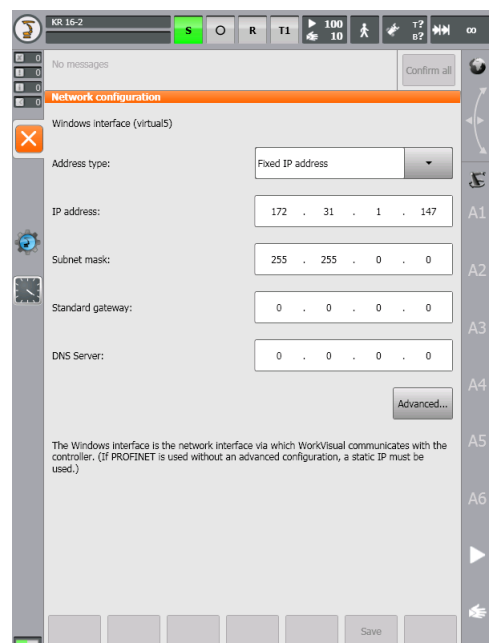 KR 16-2
S O R T1 100 10 T? B? ∞
0
0
0
0
No messages
Confirm all
Network configuration
Windows interface (virtual5)
Address type:
Fixed IP address
IP address:
172 . 31 . 1 . 147
A1
Subnet mask:
255 . 255 . 0 . 0
A2
Standard gateway:
0 . 0 . 0 . 0
A3
DNS Server:
0 . 0 . 0 . 0
A4
Advanced...
The Windows interface is the network interface via which WorkVisual communicates with the
controller. (If PROFINET is used without an advanced configuration, a static IP must be
used.)
A5
A6
Save